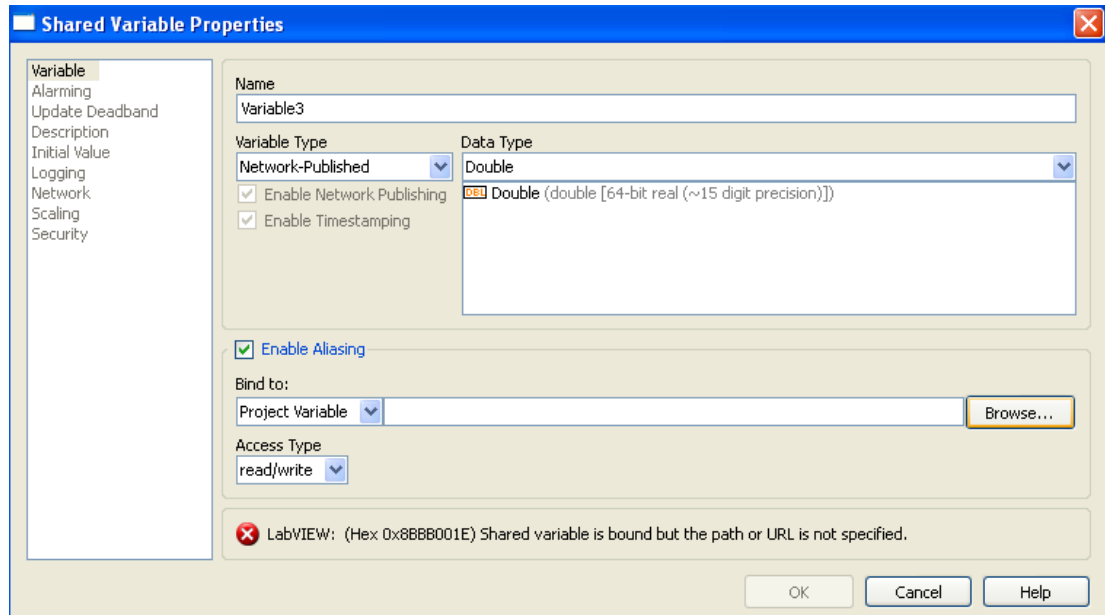 Shared Variable Properties
Variable
Alarming
Update Deadband
Description
Initial Value
Logging
Network
Scaling
Security
Name
Variable3
Variable Type
Data Type
Network-Published
Double
Enable Network Publishing
DBL Double (double [64-bit real (~15 digit precision)])
Enable Timestamping
Enable Aliasing
Bind to:
Project Variable
Browse...
Access Type
read/write
LabVIEW: (Hex 0x8BBB001E) Shared variable is bound but the path or URL is not specified.
OK
Cancel
Help